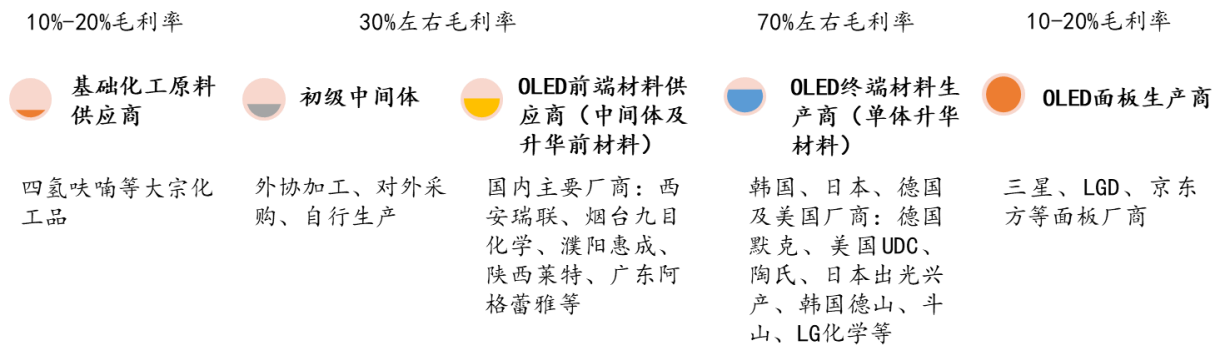 10%-20%毛利率
30%左右毛利率
70%左右毛利率
10-20%毛利率
基础化工原料
供应商
初级中间体
OLED前端材料供
应商（中间体及
升华前材料）
OLED终端材料生
产商（单体升华
材料）
OLED面板生产商
四氢呋喃等大宗化
工品
外协加工、对外采
购、自行生产
国内主要厂商：西
安瑞联、烟台九目
化学、濮阳惠成、
陕西莱特、广东阿
格蕾雅等
韩国、日本、德国
及美国厂商：德国
默克、美国UDC、
陶氏、日本出光兴
产、韩国德山、斗
山、LG化学等
三星、LGD、京东
方等面板厂商